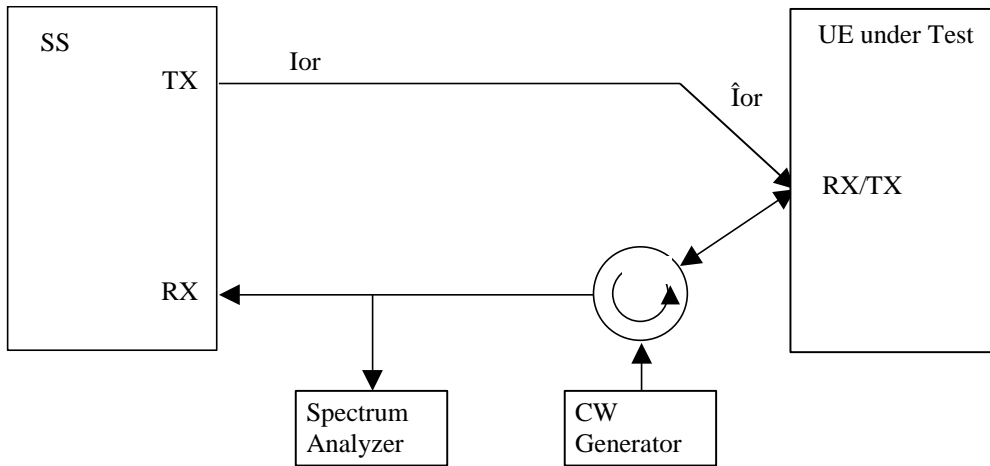 SS
UE under Test
TX
Ior
Îor
RX/TX
RX
Spectrum
Analyzer
CW
Generator